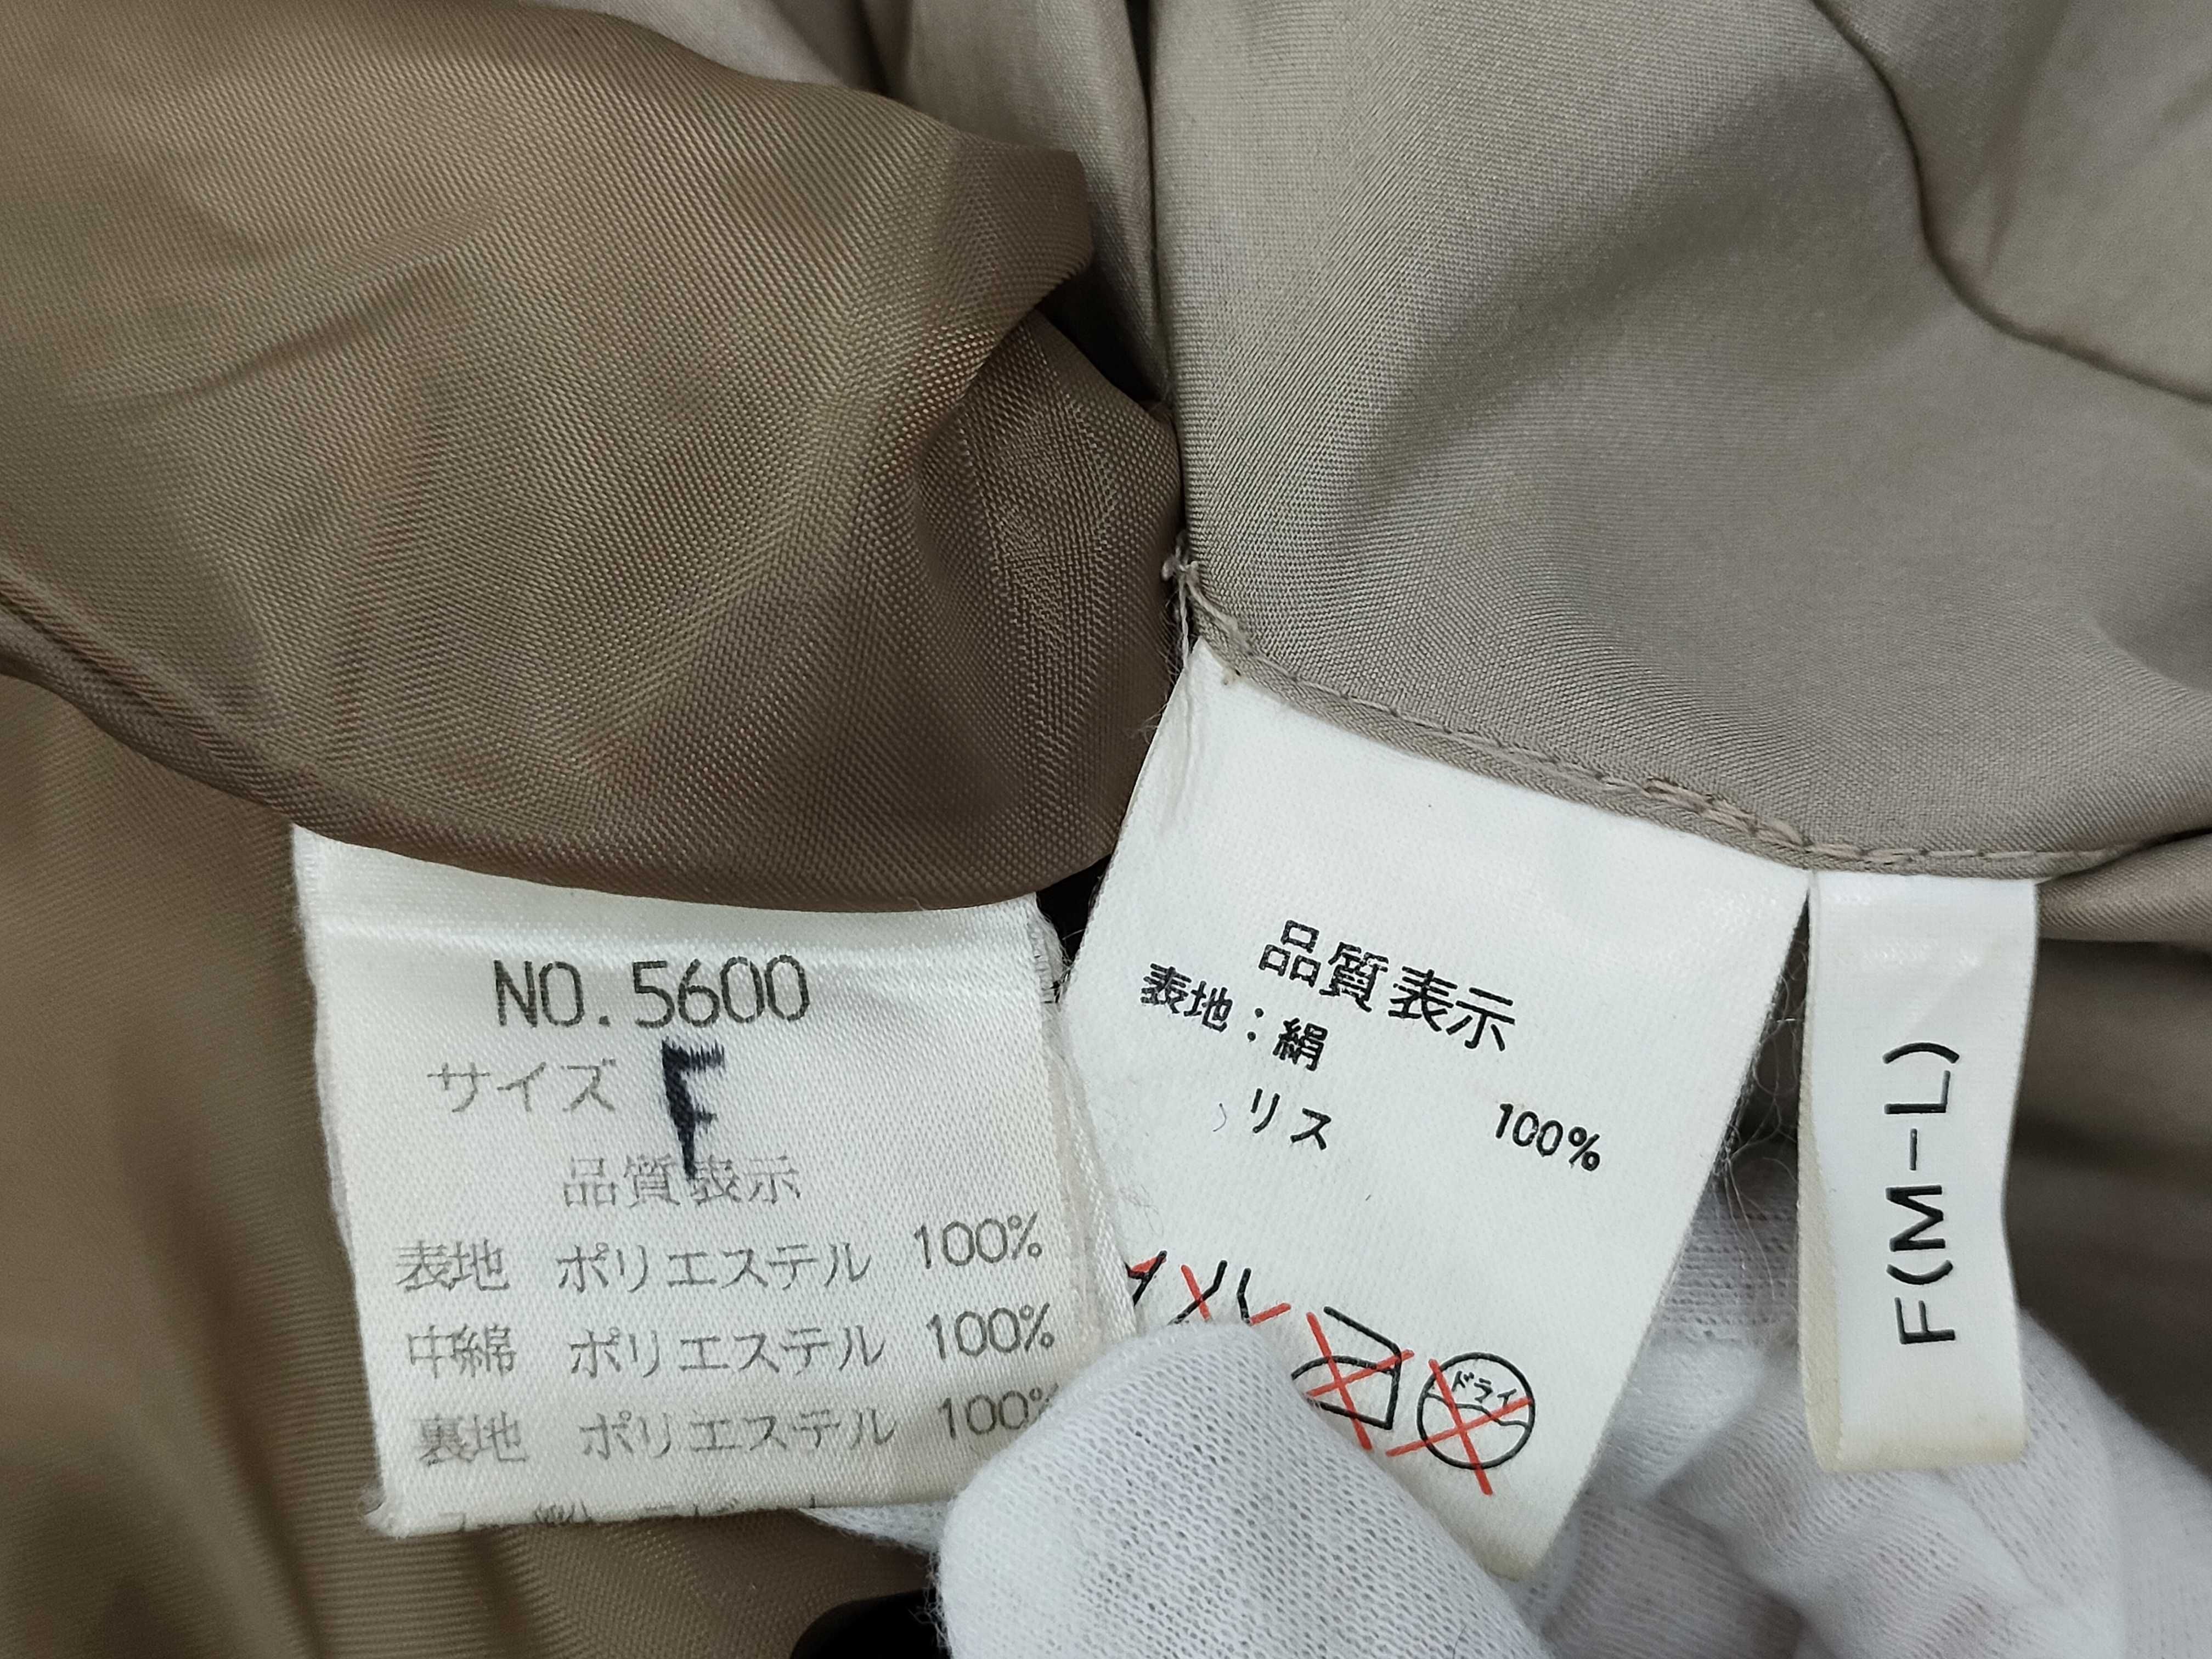 NO.5600
サイズ F
品質表示
表地 ポリエステル 100%
中綿 ポリエステル 100%
裏地 ポリエステル 100%
品質表示
表地：絹
リス 100%
ドライ
F(M-L)